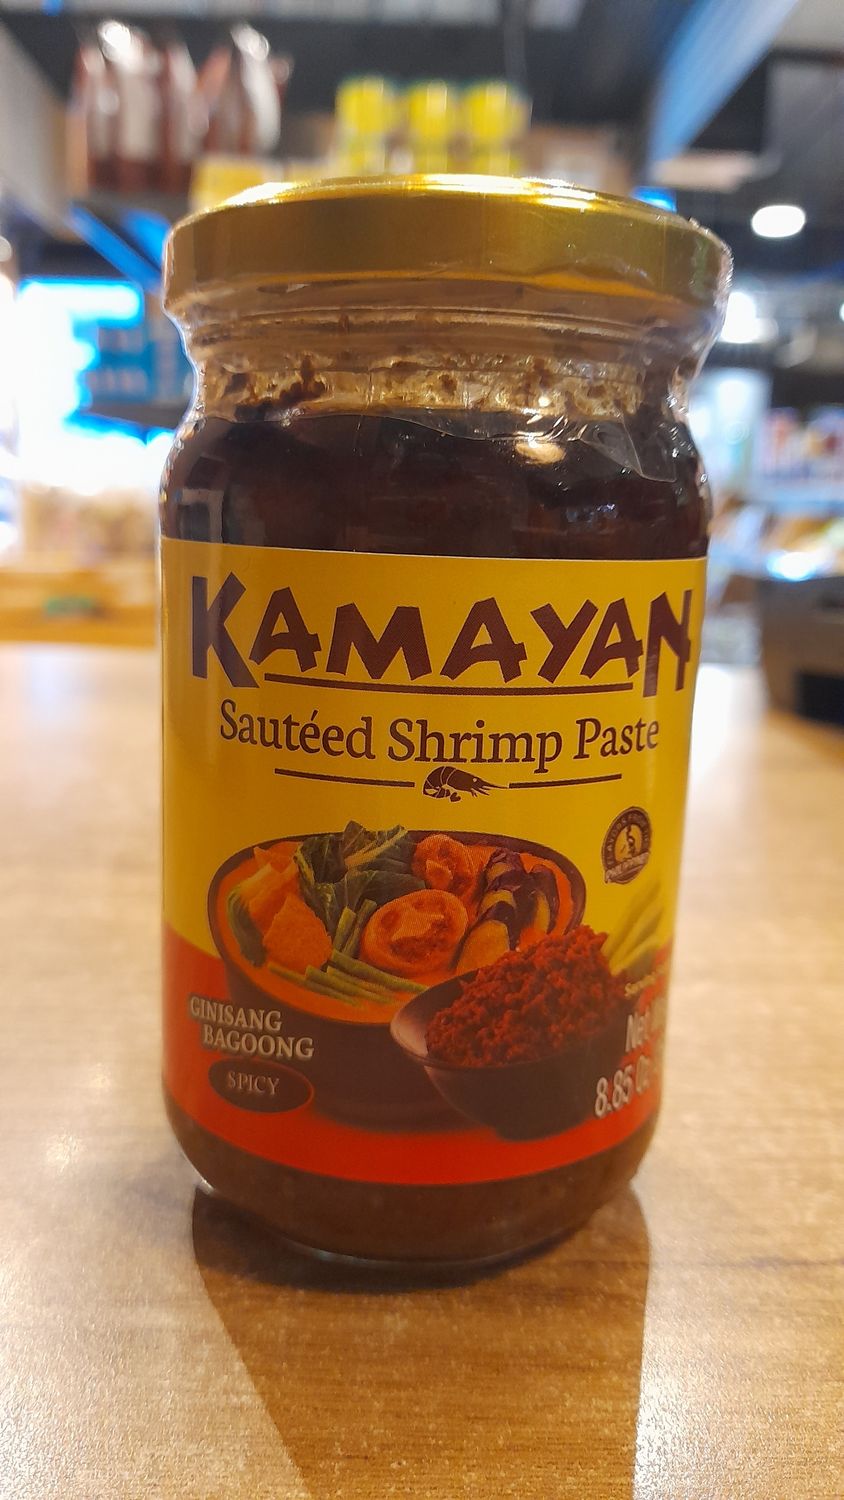 KAMAYAN
Sautéed Shrimp Paste
GINISANG
BAGOONG
SPICY
Net
8.85 Oz